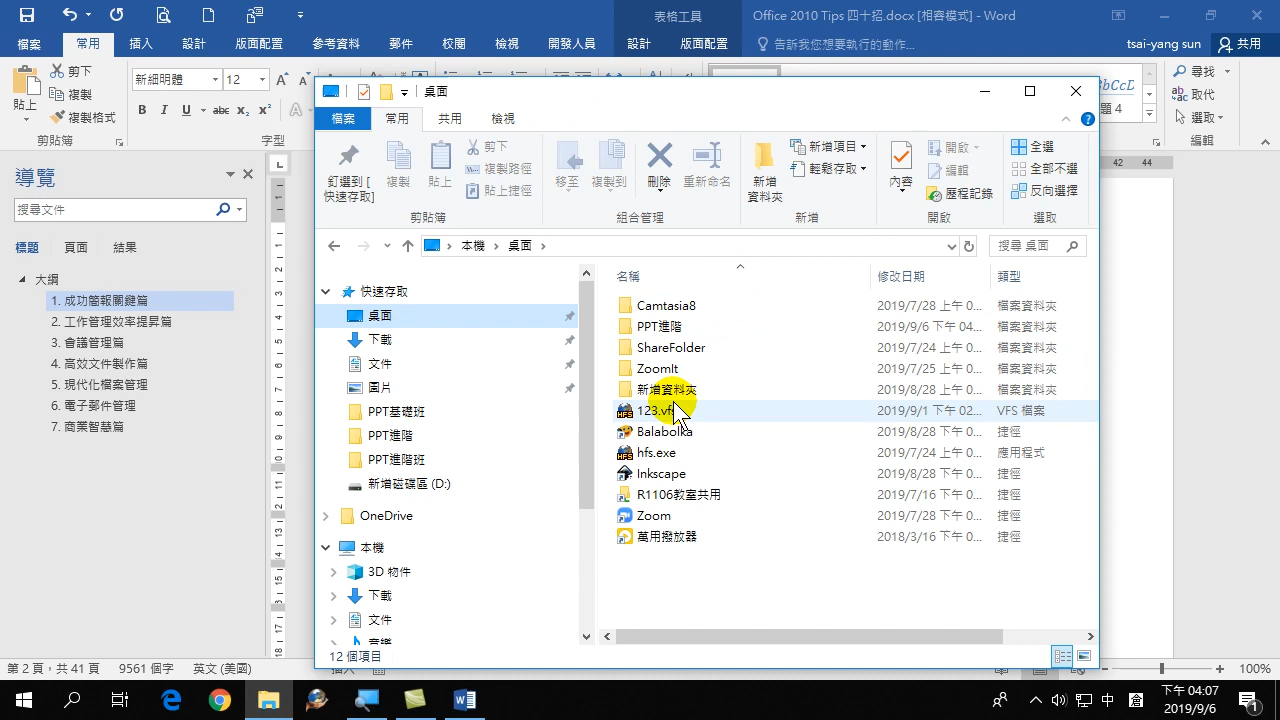 表格工具
Office 2010 Tips 四十招.docx [相容模式] - Word
檔案 常用 插入 設計 版面配置 參考資料 郵件 校閱 檢視 開發人員 設計 版面配置 告訴我您想要執行的動作... tsai-yang sun 共用
貼上 剪下 複製 複製格式 剪貼簿
新細明體 12
B I U abc X₂ X² A
字型
BbCcD
題 4
尋找 取代 選取 編輯
桌面
檔案 常用 共用 檢視
釘選到 [快速存取] 複製 貼上 剪下 複製路徑 貼上捷徑
移至 複製到 刪除 重新命名
新增資料夾 新增項目 輕鬆存取
內容 開啟 編輯 歷程記錄
全選 全部不選 反向選擇
剪貼簿 組合管理 新增 開啟 選取
本機 桌面 搜尋 桌面
導覽
搜尋文件
標題 頁面 結果
大綱
1. 成功簡報關鍵篇
2. 工作管理效率提昇篇
3. 會議管理篇
4. 高效文件製作篇
5. 現代化檔案管理
6. 電子郵件管理
7. 商業智慧篇
L
42 44
快速存取
桌面
下載
文件
圖片
PPT基礎班
PPT進階
PPT進階班
新增磁碟區 (D:)
OneDrive
本機
3D 物件
下載
文件
音樂
名稱 修改日期 類型
Camtasia8 2019/7/28 上午 0... 檔案資料夾
PPT進階 2019/9/6 下午 04... 檔案資料夾
ShareFolder 2019/7/24 上午 0... 檔案資料夾
ZoomIt 2019/7/25 上午 0... 檔案資料夾
新增資料夾 2019/8/28 上午 0... 檔案資料夾
123.vfs 2019/9/1 下午 02... VFS 檔案
Balabolka 2019/8/28 下午 0... 捷徑
hfs.exe 2019/7/24 上午 0... 應用程式
Inkscape 2019/8/28 下午 0... 捷徑
R1106教室共用 2019/7/16 下午 0... 捷徑
Zoom 2019/7/28 下午 0... 捷徑
萬用撥放器 2018/3/16 下午 0... 捷徑
12 個項目
第 2 頁，共 41 頁 9561 個字 英文 (美國) 插入 100%
中 下午 04:07
2019/9/6
1